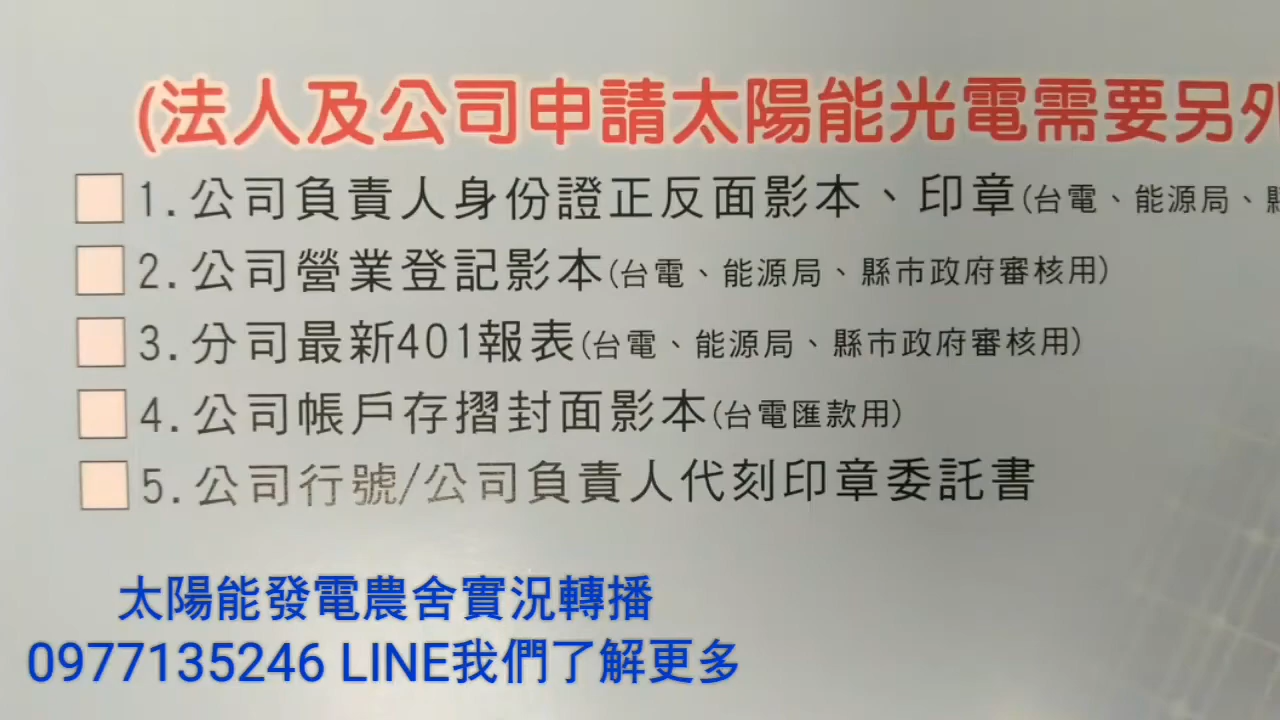 (法人及公司申請太陽能光電需要另外
1.公司負責人身份證正反面影本、印章(台電、能源局、縣
2.公司營業登記影本(台電、能源局、縣市政府審核用)
3.分司最新401報表(台電、能源局、縣市政府審核用)
4.公司帳戶存摺封面影本(台電匯款用)
5.公司行號/公司負責人代刻印章委託書
太陽能發電農舍實況轉播
0977135246 LINE我們了解更多